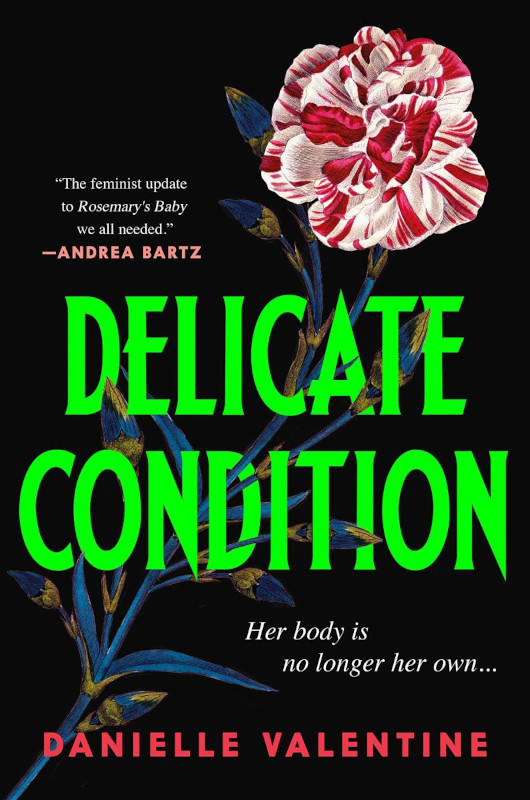 “The feminist update
to Rosemary's Baby
we all needed.”
—ANDREA BARTZ
DELICATE
CONDITION
Her body is
no longer her own...
DANIELLE VALENTINE